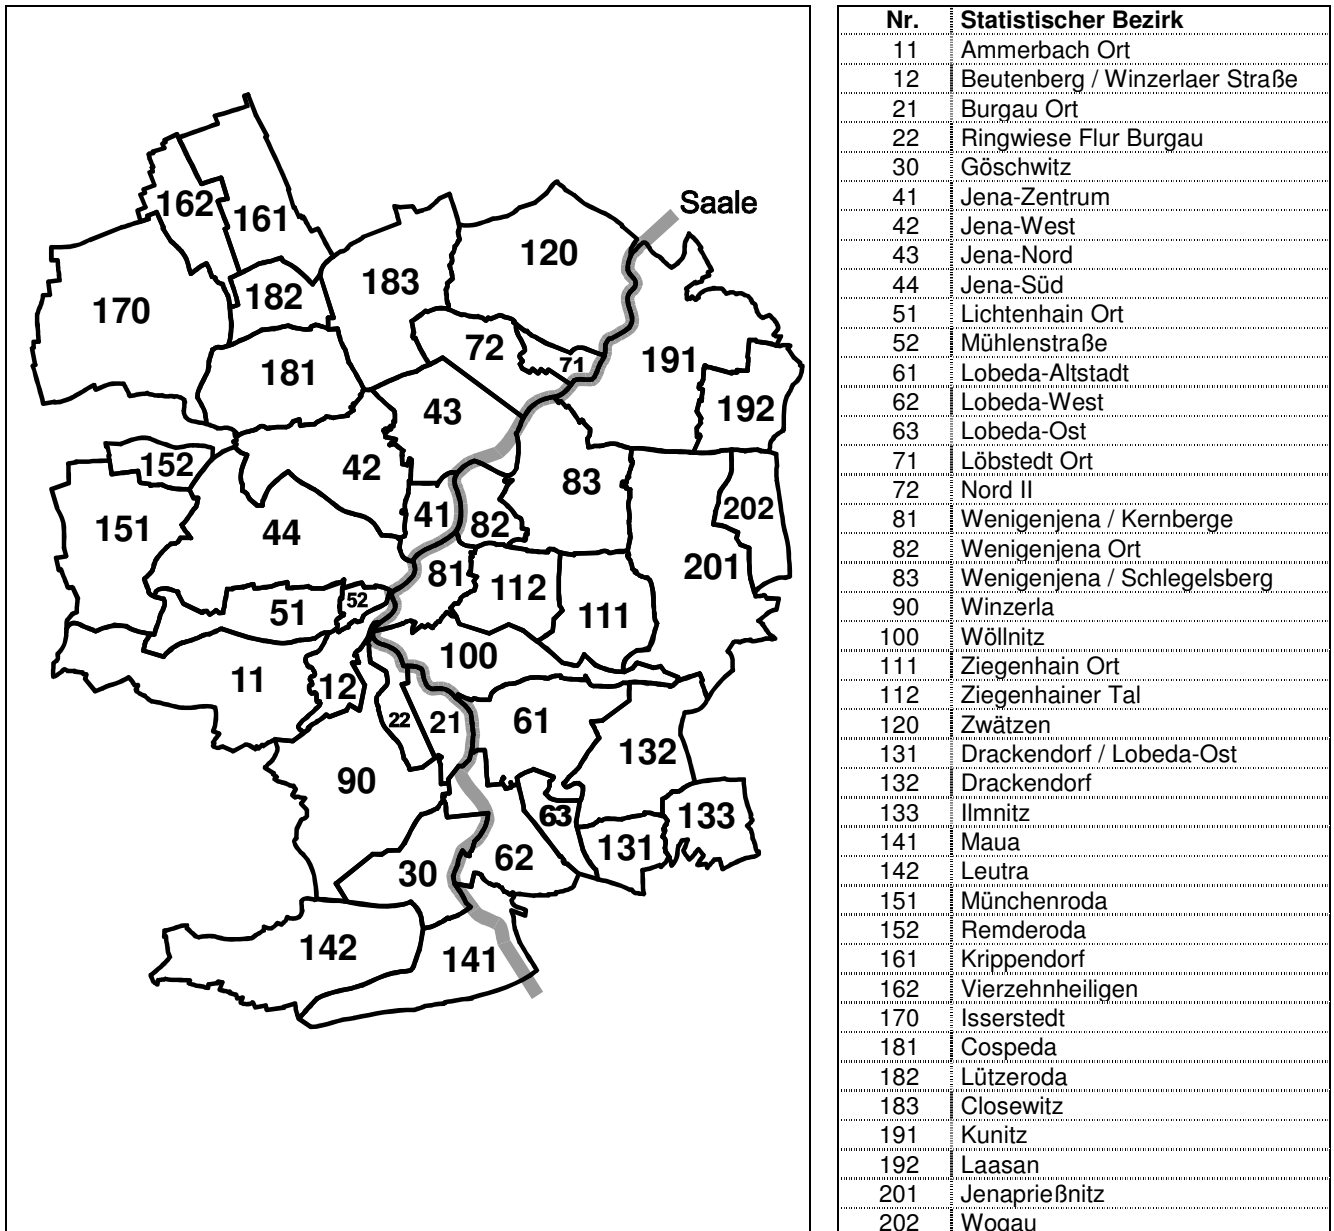 Saale
162
161
120
183
182
170
72
71
191
181
192
43
152
42
83
202
41
82
151
44
201
81
112
52
51
111
100
11
12
22
21
61
132
90
63
133
131
62
30
142
141
Nr. Statistischer Bezirk
11 Ammerbach Ort
12 Beutenberg / Winzerlaer Straße
21 Burgau Ort
22 Ringwiese Flur Burgau
30 Göschwitz
41 Jena-Zentrum
42 Jena-West
43 Jena-Nord
44 Jena-Süd
51 Lichtenhain Ort
52 Mühlenstraße
61 Lobeda-Altstadt
62 Lobeda-West
63 Lobeda-Ost
71 Löbstedt Ort
72 Nord II
81 Wenigenjena / Kernberge
82 Wenigenjena Ort
83 Wenigenjena / Schlegelsberg
90 Winzerla
100 Wöllnitz
111 Ziegenhain Ort
112 Ziegenhainer Tal
120 Zwätzen
131 Drackendorf / Lobeda-Ost
132 Drackendorf
133 Ilmnitz
141 Maua
142 Leutra
151 Münchenroda
152 Remderoda
161 Krippendorf
162 Vierzehnheiligen
170 Isserstedt
181 Cospeda
182 Lützeroda
183 Closewitz
191 Kunitz
192 Laasan
201 Jenaprießnitz
202 Wogau